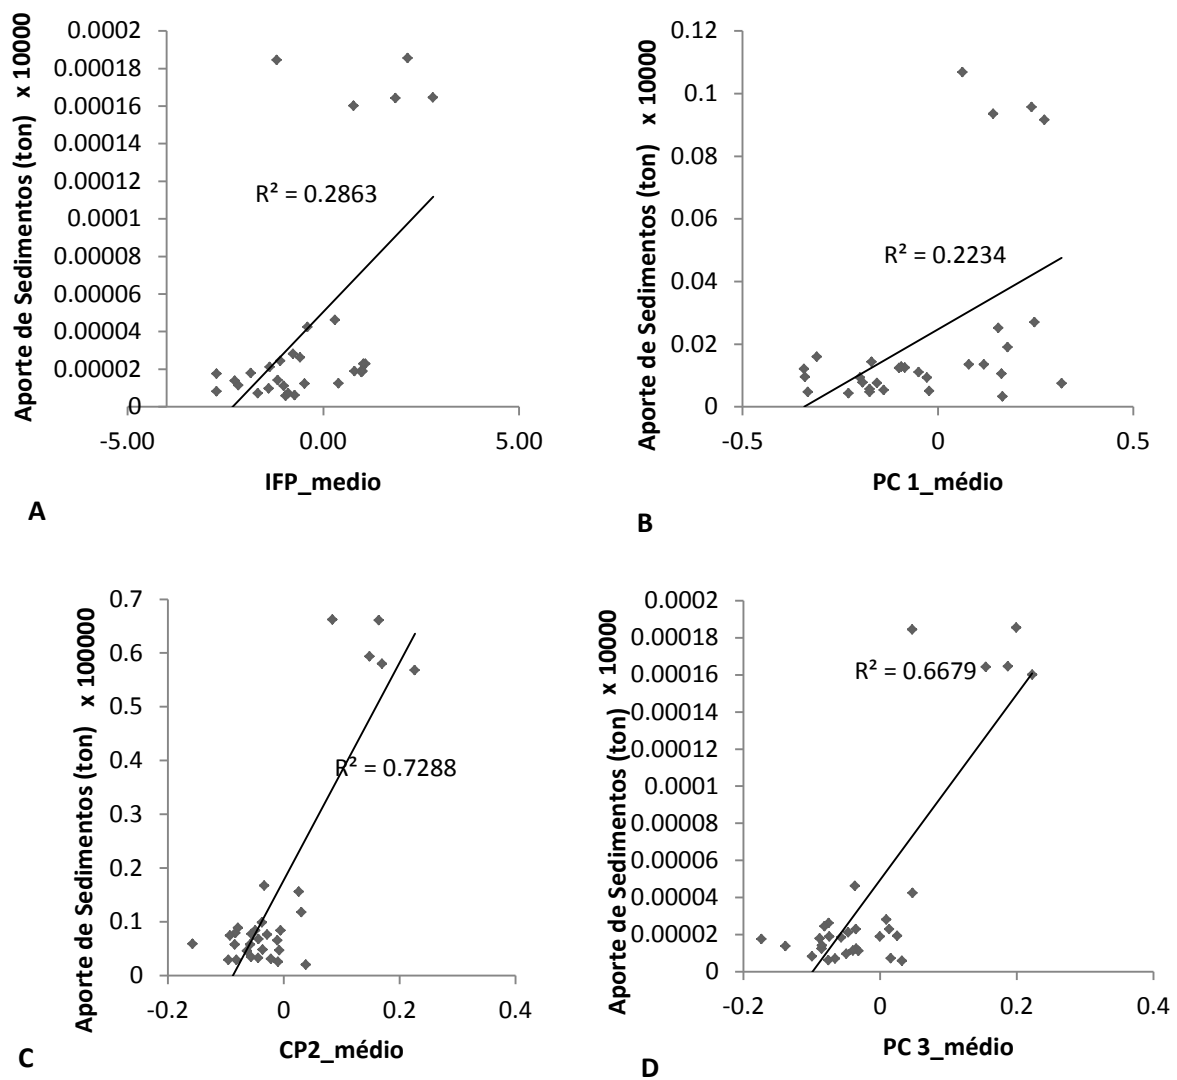 Aporte de Sedimentos (ton) x 10000
0.0002
0.00018
0.00016
0.00014
0.00012
0.0001
0.00008
0.00006
0.00004
0.00002
0
R² = 0.2863
-5.00 0.00 5.00
IFP_medio
A
Aporte de Sedimentos (ton) x 10000
0.12
0.1
0.08
0.06
0.04
0.02
0
R² = 0.2234
-0.5 0 0.5
PC 1_médio
B
Aporte de Sedimentos (ton) x 100000
0.7
0.6
0.5
0.4
0.3
0.2
0.1
0
R² = 0.7288
-0.2 0 0.2 0.4
CP2_médio
C
Aporte de Sedimentos (ton) x 10000
0.0002
0.00018
0.00016
0.00014
0.00012
0.0001
0.00008
0.00006
0.00004
0.00002
0
R² = 0.6679
-0.2 0 0.2 0.4
PC 3_médio
D